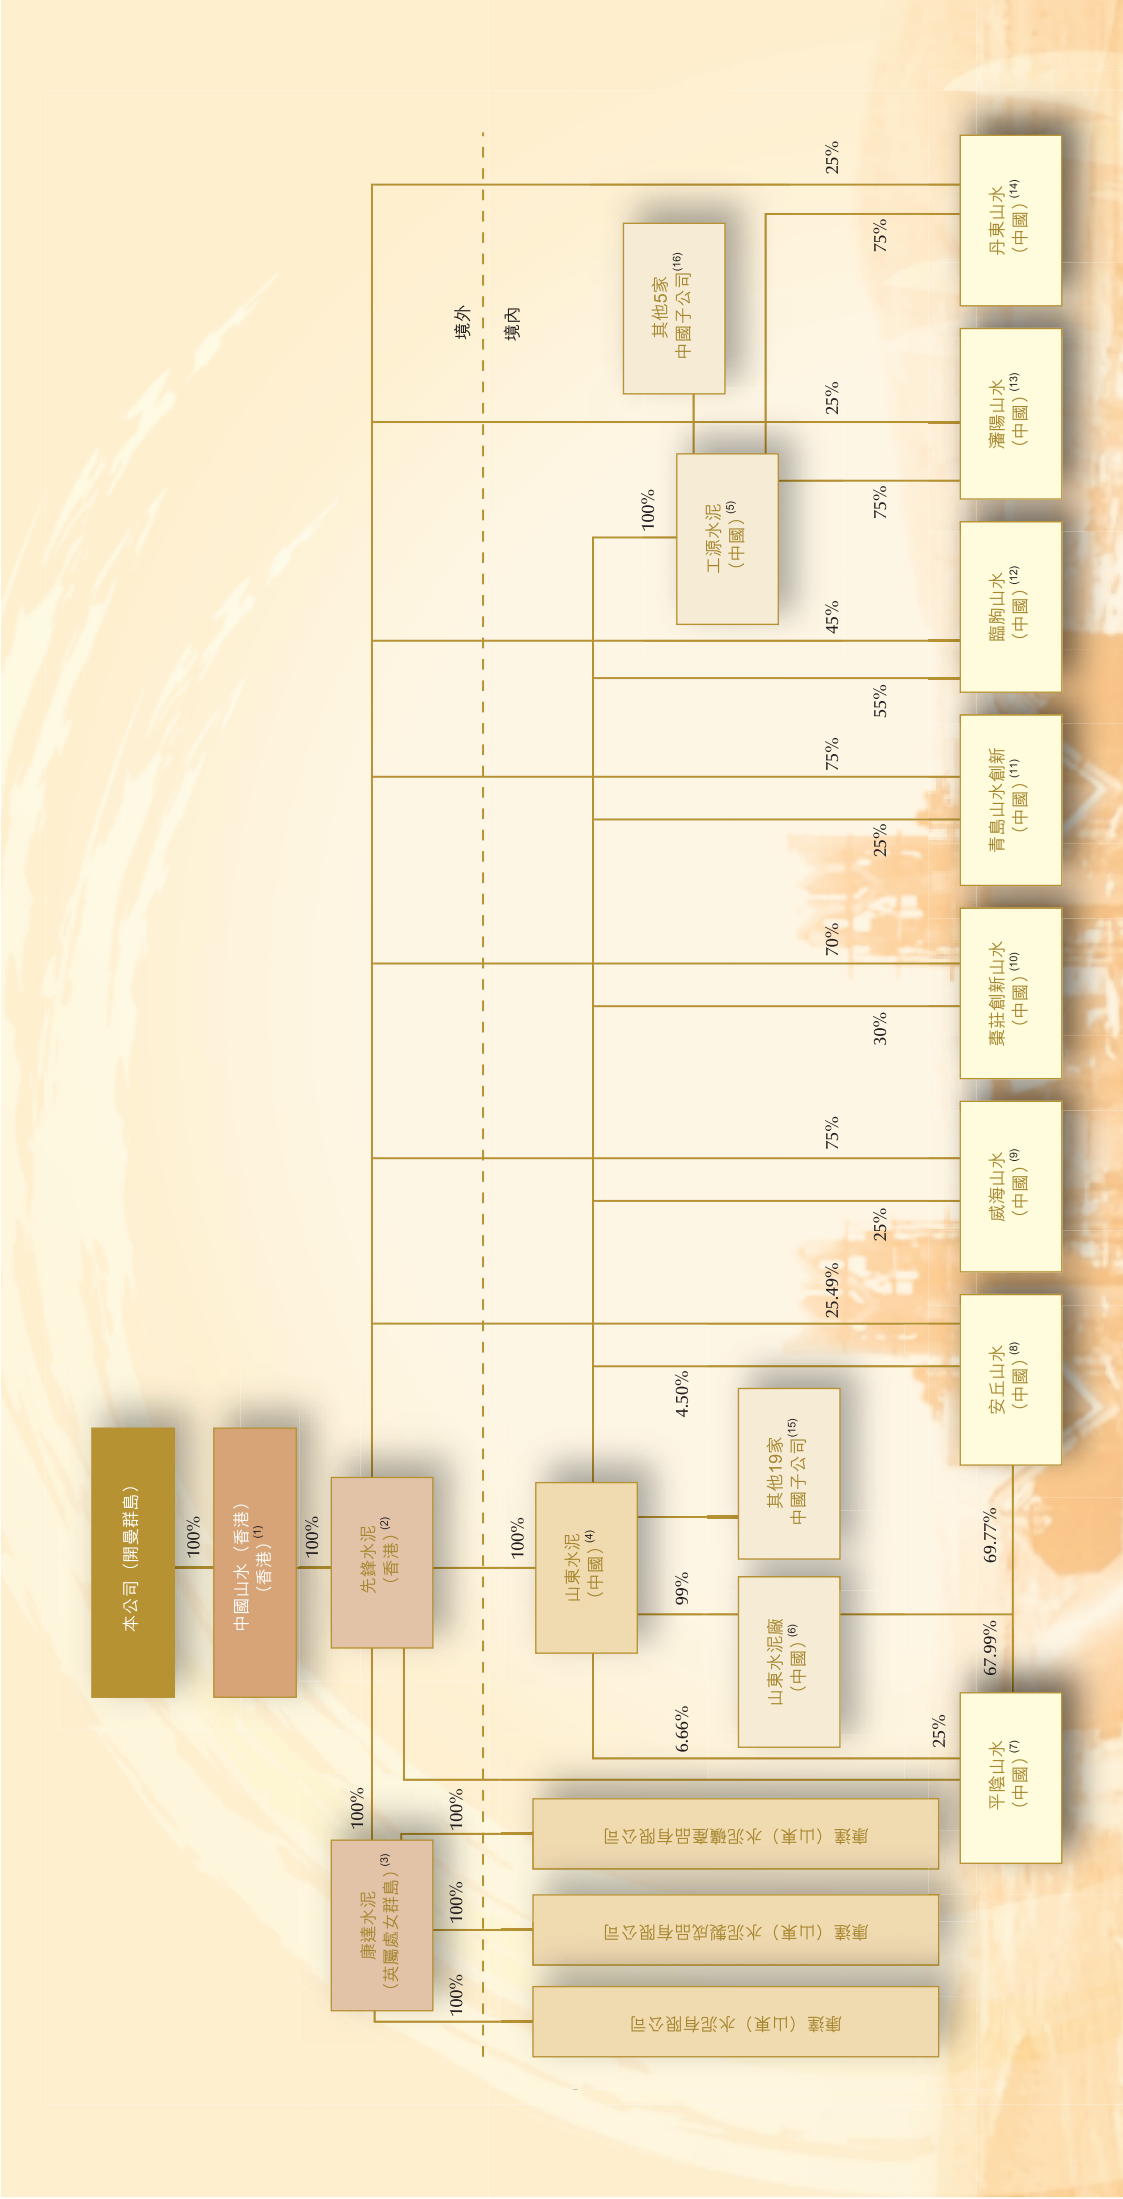 本公司（開曼群島）
100%
中國山水（香港）
（香港）(1)
100%
先鋒水泥
（香港）(2)
100%
康達水泥
（英屬處女群島）(3)
100%
100%
100%
100%
境外
境內
康達（山東）水泥有限公司
康達（山東）水泥製成品有限公司
康達（山東）水泥礦產品有限公司
山東水泥
（中國）(4)
100%
工源水泥
（中國）(5)
其他5家
中國子公司(16)
6.66%
99%
4.50%
山東水泥廠
（中國）(6)
其他19家
中國子公司(15)
25%
67.99%
69.77%
25.49%
25%
75%
30%
70%
25%
75%
55%
45%
75%
25%
75%
25%
平陰山水
（中國）(7)
安丘山水
（中國）(8)
威海山水
（中國）(9)
棗莊創新山水
（中國）(10)
青島山水創新
（中國）(11)
臨朐山水
（中國）(12)
瀋陽山水
（中國）(13)
丹東山水
（中國）(14)